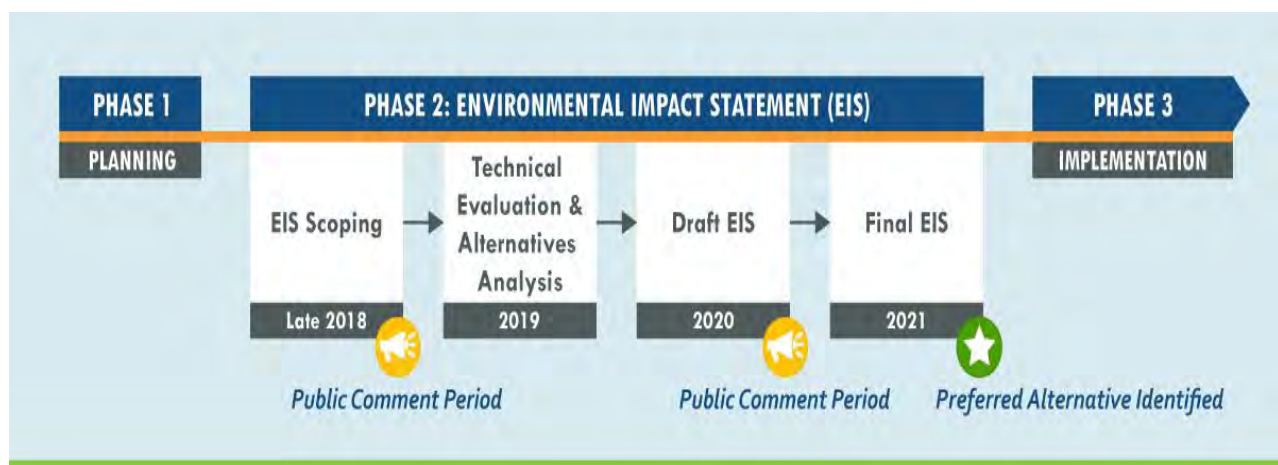 PHASE 1
PHASE 2: ENVIRONMENTAL IMPACT STATEMENT (EIS)
PHASE 3
PLANNING
IMPLEMENTATION
EIS Scoping
Technical
Evaluation &
Alternatives
Analysis
Draft EIS
Final EIS
Late 2018
2019
2020
2021
Public Comment Period
Public Comment Period
Preferred Alternative Identified